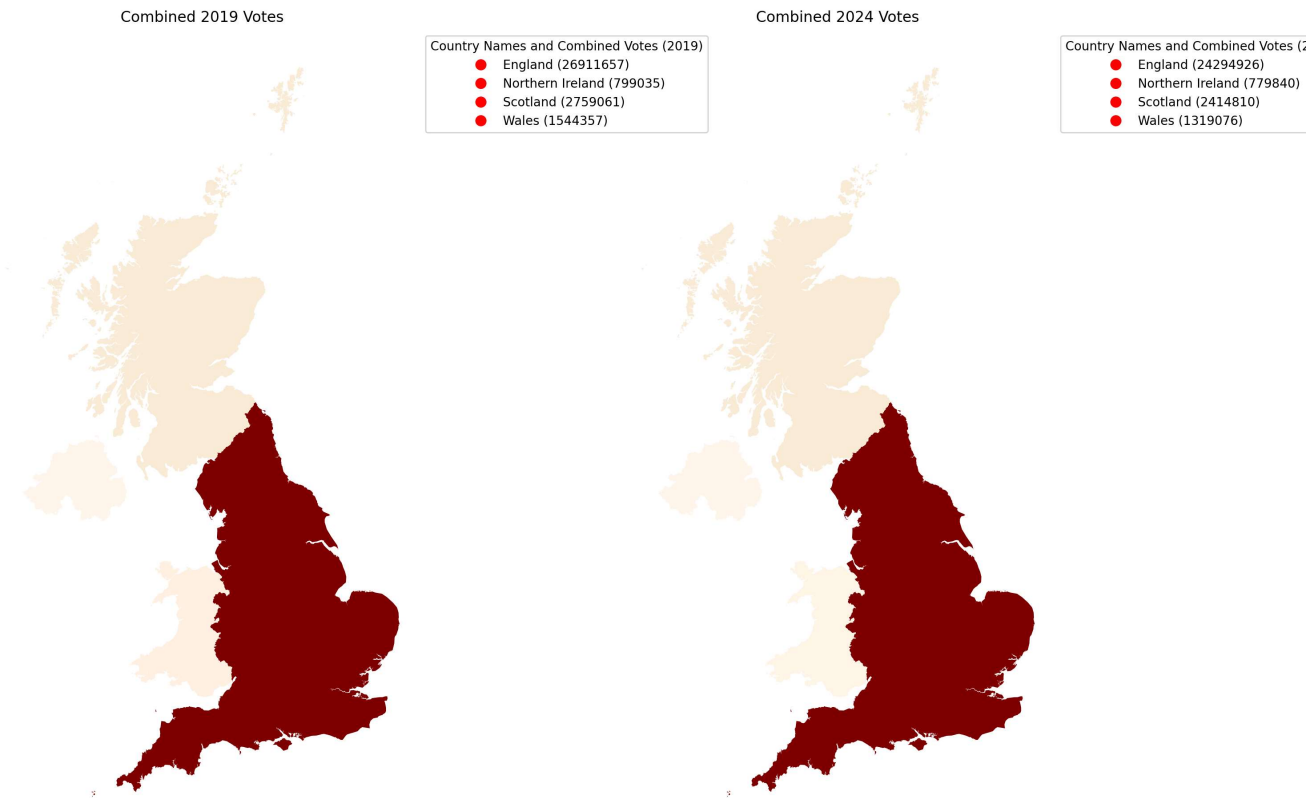 Combined 2019 Votes
Country Names and Combined Votes (2019)
England (26911657)
Northern Ireland (799035)
Scotland (2759061)
Wales (1544357)
Combined 2024 Votes
Country Names and Combined Votes (2
England (24294926)
Northern Ireland (779840)
Scotland (2414810)
Wales (1319076)